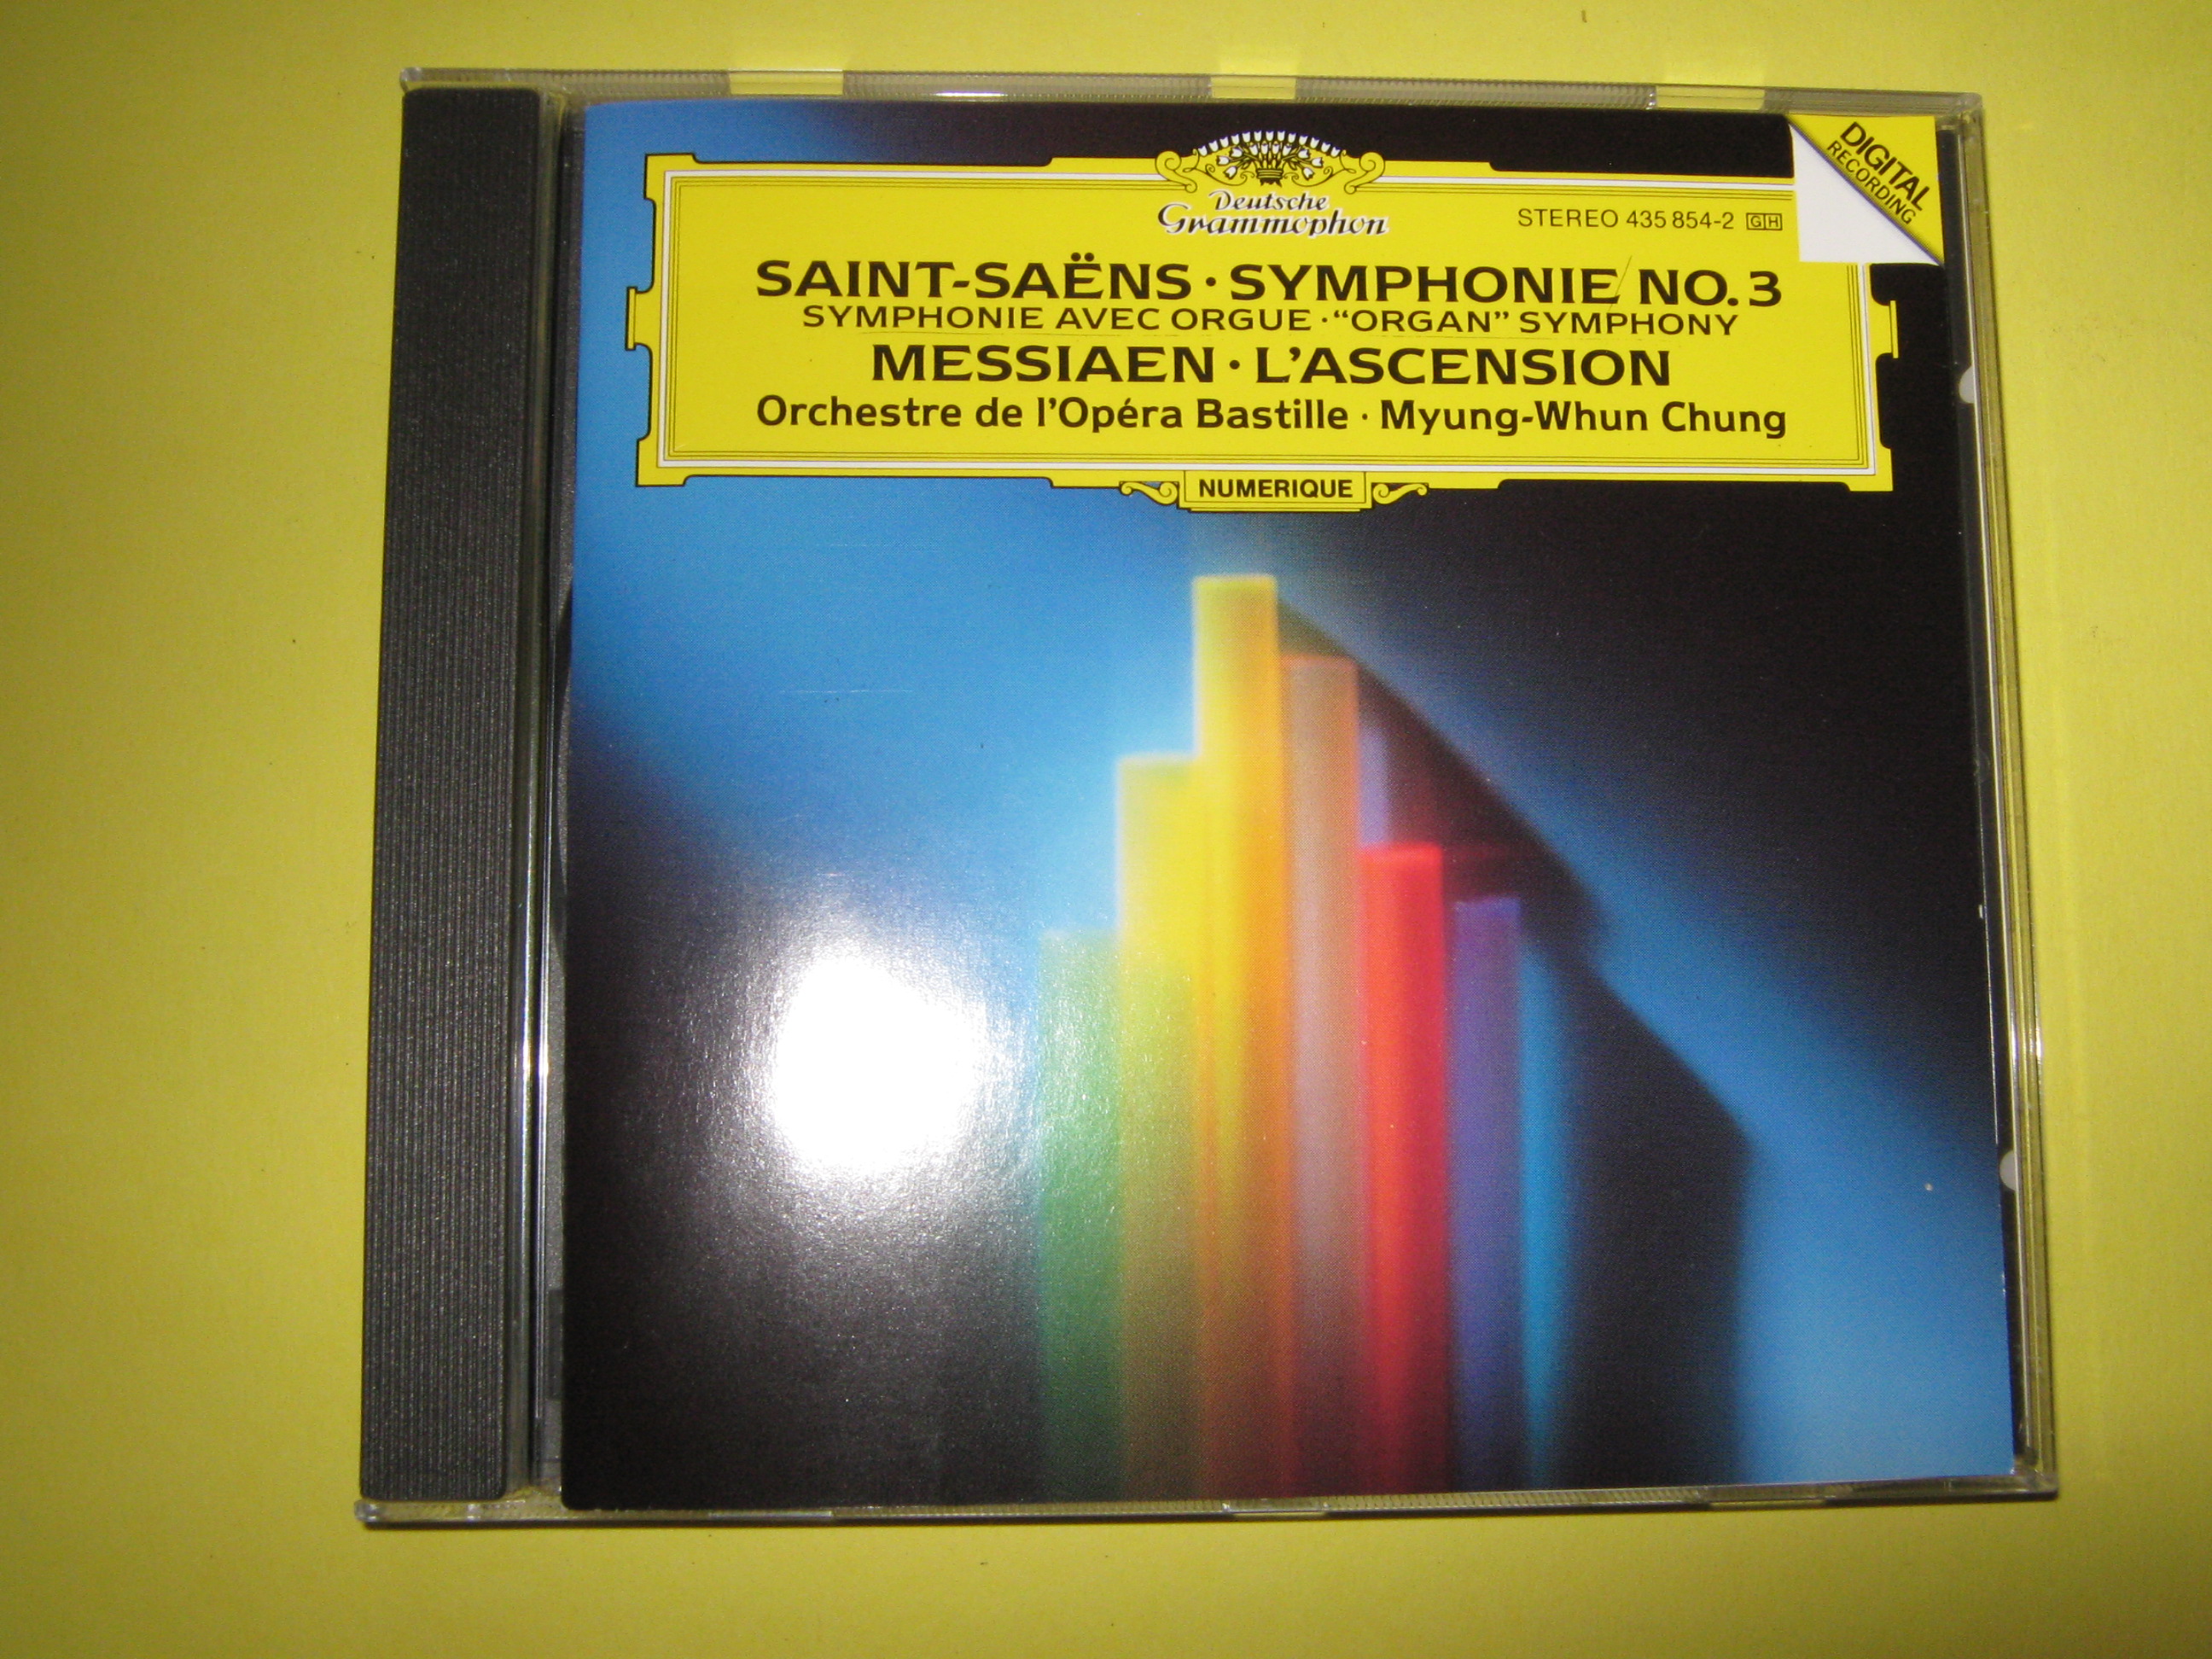 DIGITAL
RECORDING
Deutsche
Grammophon
STEREO 435 854-2 GH
SAINT-SAËNS · SYMPHONIE NO. 3
SYMPHONIE AVEC ORGUE · “ORGAN” SYMPHONY
MESSIAEN · L’ASCENSION
Orchestre de l’Opéra Bastille · Myung-Whun Chung
NUMERIQUE